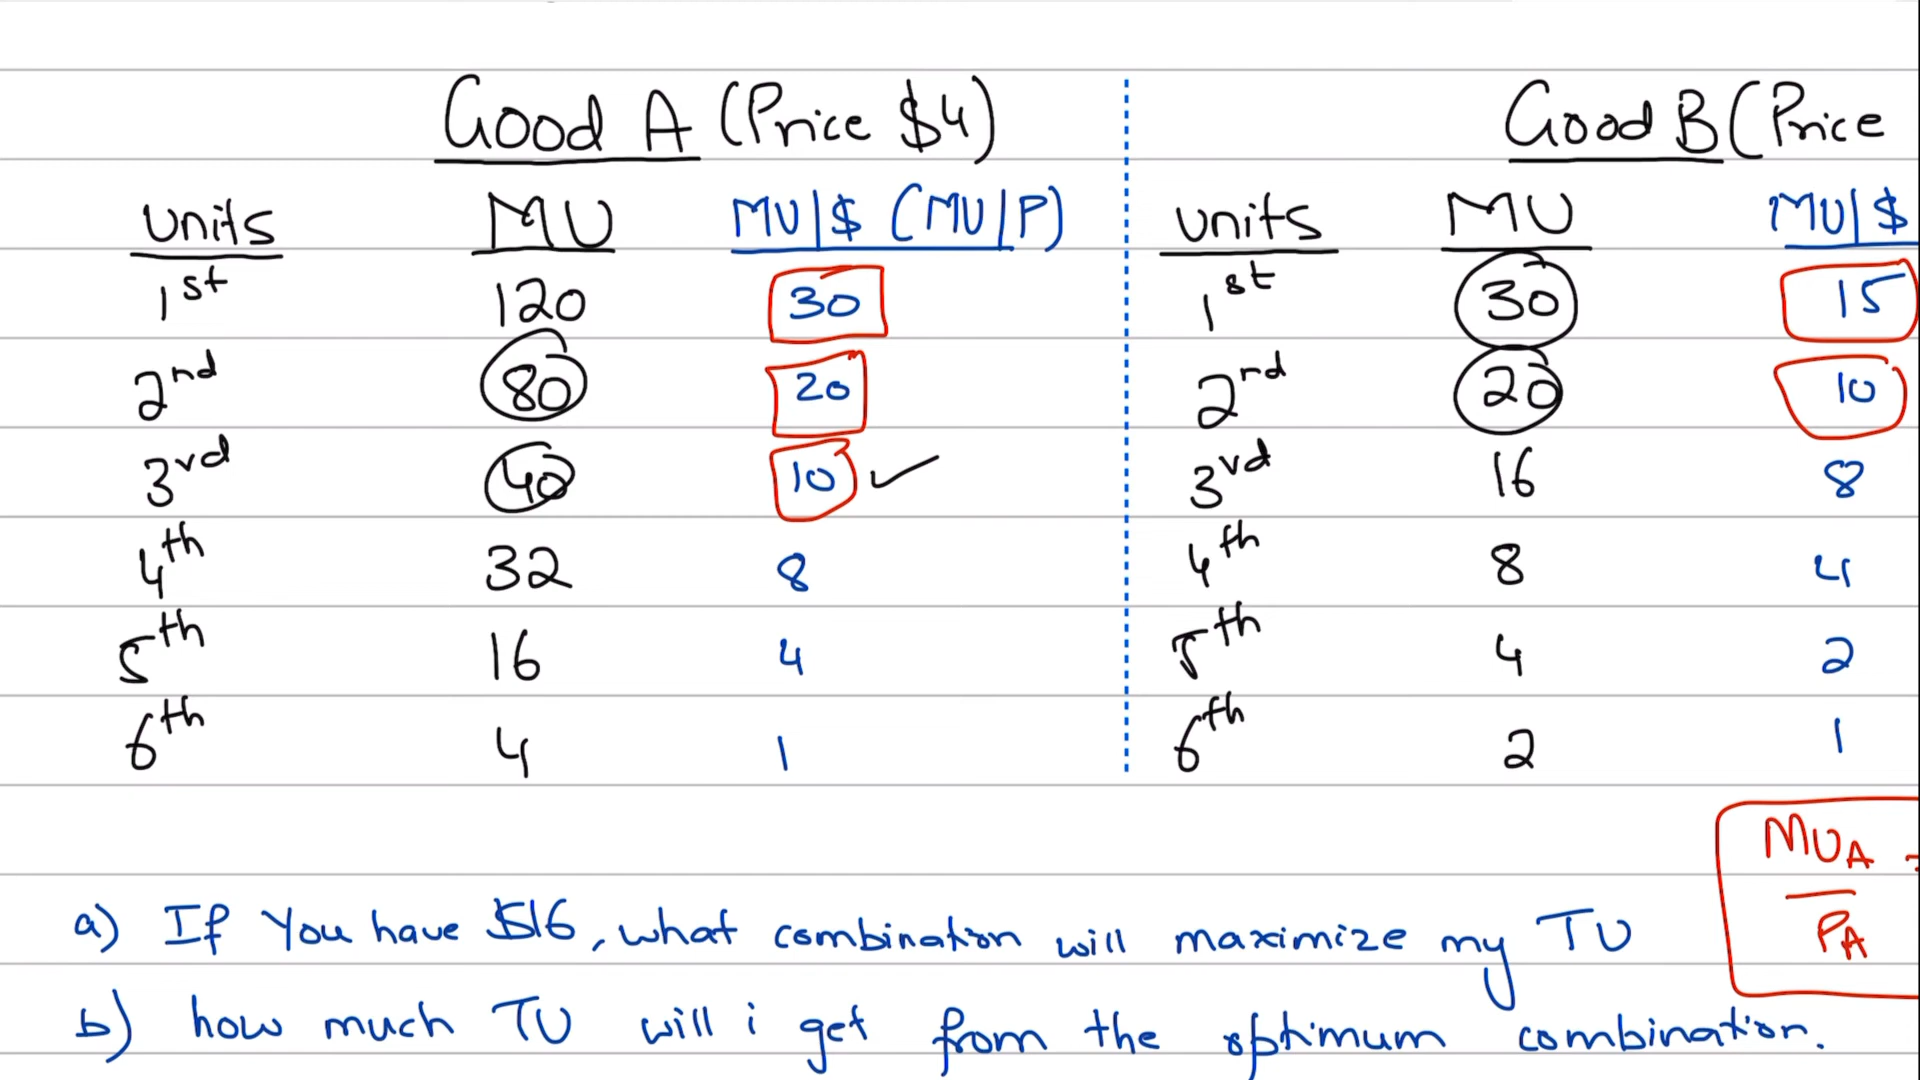 Good A (Price $4) Good B (Price
Units MU MU/$ (MU/P) units MU MU/$
1st 120 30 1st 30 15
2nd 80 20 2nd 20 10
3rd 40 10 3rd 16 8
4th 32 8 4th 8 4
5th 16 4 5th 4 2
6th 4 1 6th 2 1
MUA
PA
a) If You have $16, what combination will maximize my TU
b) how much TU will i get from the optimum combination.